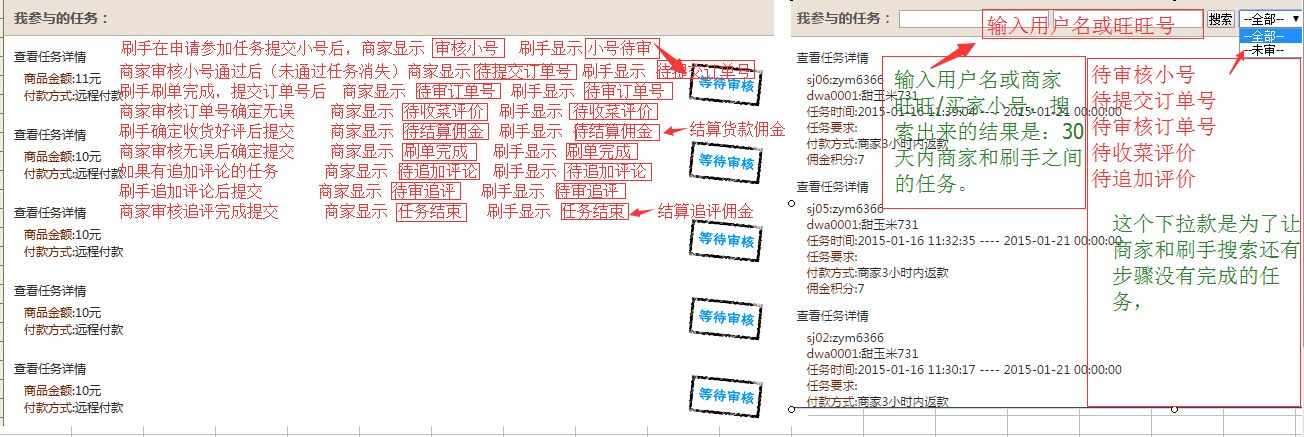 我参与的任务：
查看任务详情
商品金额:11元
付款方式:远程付款
查看任务详情
商品金额:10元
付款方式:远程付款
查看任务详情
商品金额:10元
付款方式:远程付款
查看任务详情
商品金额:10元
付款方式:远程付款
查看任务详情
商品金额:10元
付款方式:远程付款
刷手在申请参加任务提交小号后，商家显示 审核小号 刷手显示 小号待审
商家审核小号通过后（未通过任务消失）商家显示 待提交订单号 刷手显示 待提交订单号
刷手刷单完成，提交订单号后 商家显示 待审订单号 刷手显示 待审订单号
商家审核订单号确定无误 商家显示 待收菜评价 刷手显示 待收菜评价
刷手确定收货好评后提交 商家显示 待结算佣金 刷手显示 待结算佣金 结算货款佣金
商家审核无误后确定提交 商家显示 刷单完成 刷手显示 刷单完成
如果有追加评论的任务 商家显示 待追加评论 刷手显示 待追加评论
刷手追加评论后提交 商家显示 待审追评 刷手显示 待审追评
商家审核追评完成提交 商家显示 任务结束 刷手显示 任务结束 结算追评佣金
等待审核
等待审核
等待审核
等待审核
等待审核
我参与的任务：
输入用户名或旺旺号
搜索
--全部--
--全部--
--未审--
查看任务详情
sj06:zym6366
dwa0001:甜玉米731
任务时间:2015-01-16 11:39:04 ---- 2015-01-21 00:00:00
任务要求:
付款方式:商家3小时内返款
佣金积分:7
查看任务详情
sj05:zym6366
dwa0001:甜玉米731
任务时间:2015-01-16 11:32:35 ---- 2015-01-21 00:00:00
任务要求:
付款方式:商家3小时内返款
佣金积分:7
查看任务详情
sj02:zym6366
dwa0001:甜玉米731
任务时间:2015-01-16 11:30:17 ---- 2015-01-21 00:00:00
任务要求:
付款方式:商家3小时内返款
输入用户名或商家
旺旺/买家小号，搜
索出来的结果是：30
天内商家和刷手之间
的任务。
待审核小号
待提交订单号
待审核订单号
待收菜评价
待追加评价
这个下拉款是为了让
商家和刷手搜索还有
步骤没有完成的任
务，